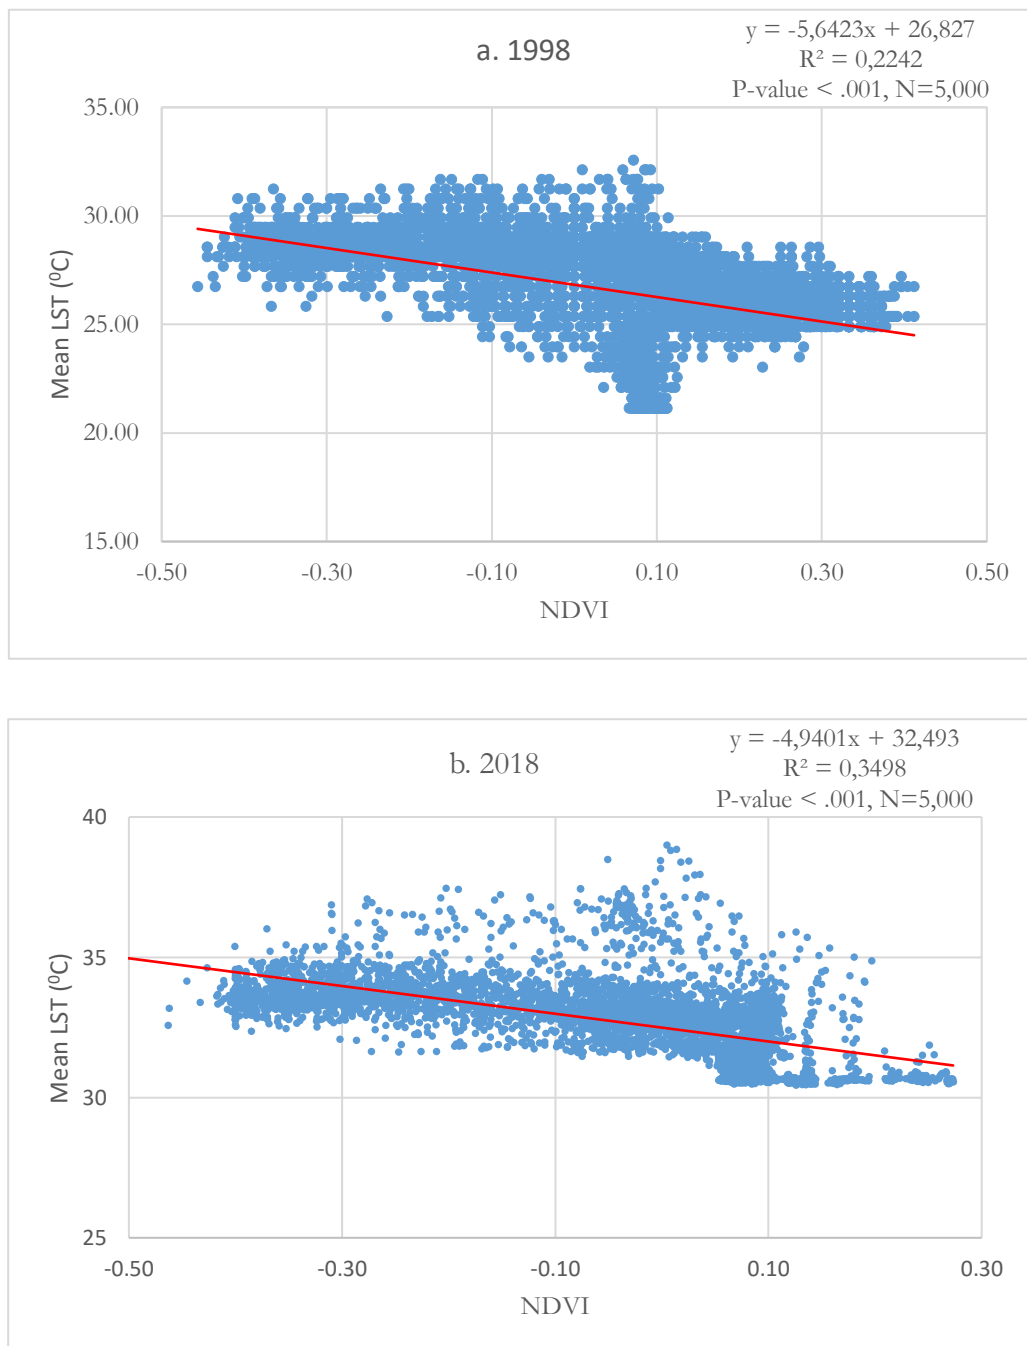 a. 1998
y = -5,6423x + 26,827
R² = 0,2242
P-value < .001, N=5,000
35.00
30.00
25.00
20.00
15.00
Mean LST (⁰C)
-0.50 -0.30 -0.10 0.10 0.30 0.50
NDVI
b. 2018
y = -4,9401x + 32,493
R² = 0,3498
P-value < .001, N=5,000
40
35
30
25
Mean LST (⁰C)
-0.50 -0.30 -0.10 0.10 0.30
NDVI